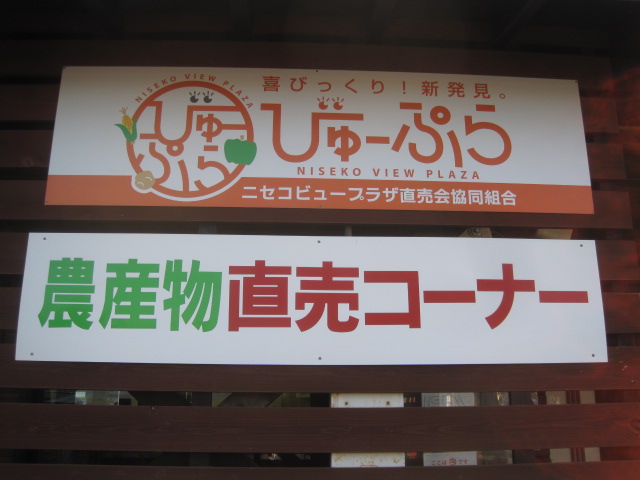 喜びっくり！新発見。
NISEKO VIEW PLAZA
びゅー
ぷら
びゅーぷら
NISEKO VIEW PLAZA
ニセコビュープラザ直売会協同組合
農産物直売コーナー